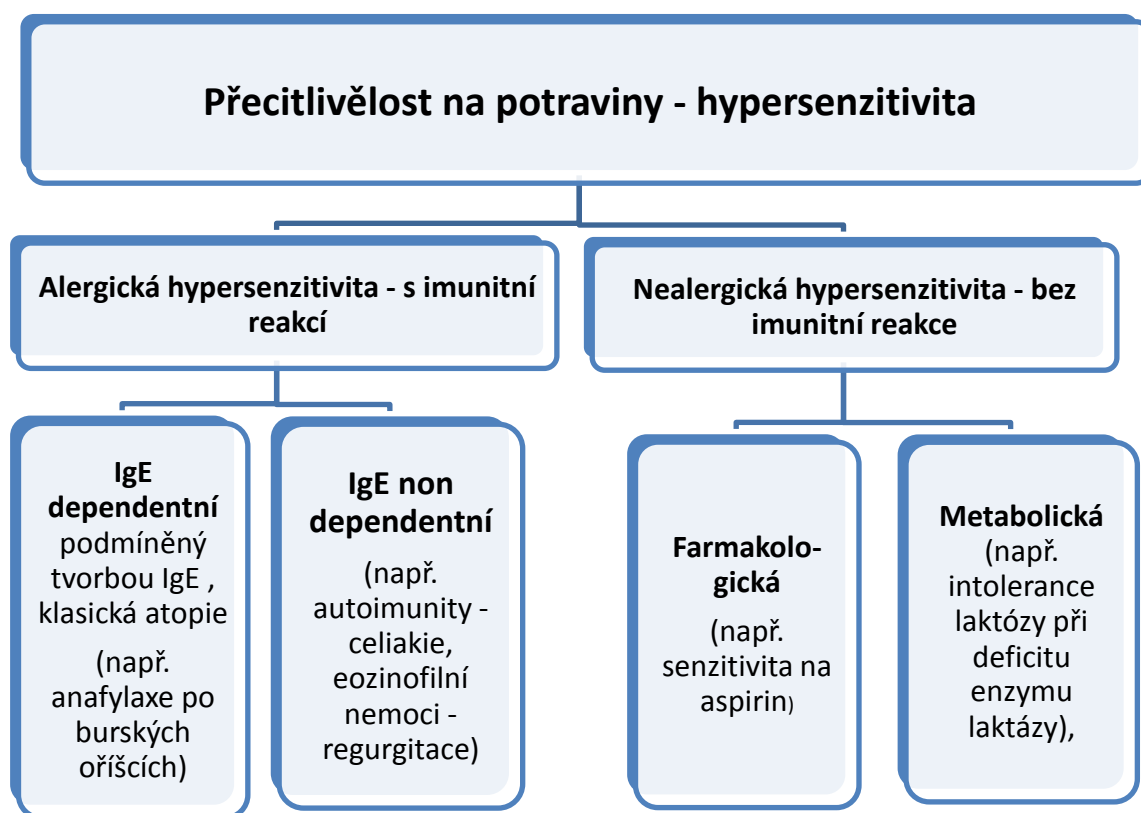 Přecitlivělost na potraviny - hypersenzitivita
Alergická hypersenzitivita - s imunitní
reakcí
Nealergická hypersenzitivita - bez
imunitní reakce
IgE
dependentní
podmíněný
tvorbou IgE ,
klasická atopie
(např.
anafylaxe po
burských
oříšcích)
IgE non
dependentní
(např.
autoimunity -
celiakie,
eozinofilní
nemoci -
regurgitace)
Farmakolo-
gická
(např.
senzitivita na
aspirin)
Metabolická
(např.
intolerance
laktózy při
deficitu
enzymu
laktázy),